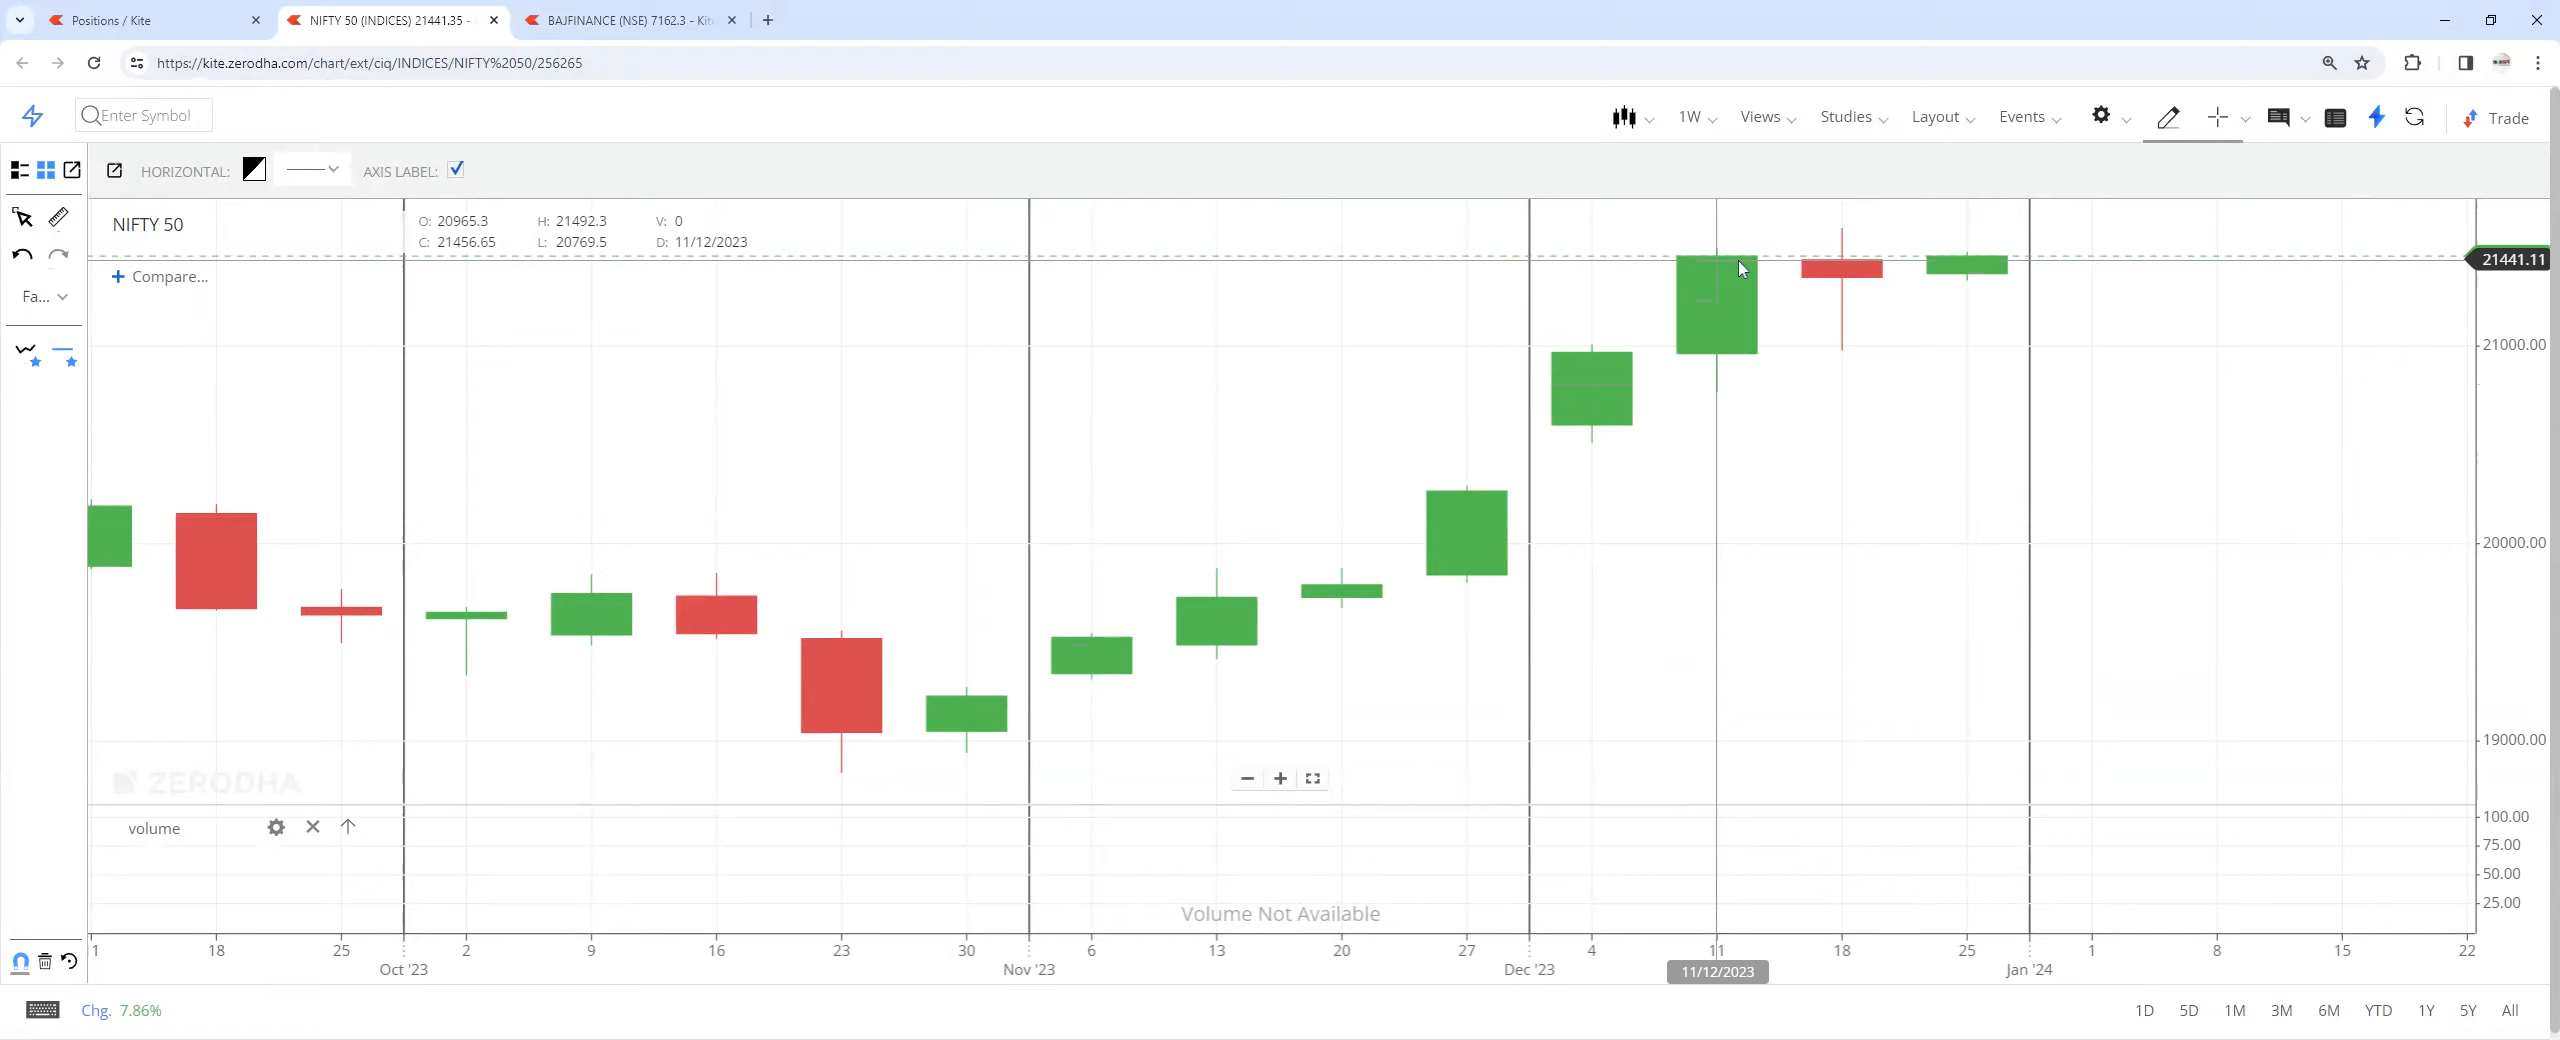 Positions / Kite
NIFTY 50 (INDICES) 21441.35 -
BAJFINANCE (NSE) 7162.3 - Kit
https://kite.zerodha.com/chart/ext/ciq/INDICES/NIFTY%2050/256265
Enter Symbol
1W
Views
Studies
Layout
Events
Trade
HORIZONTAL:
AXIS LABEL:
NIFTY 50
O: 20965.3 H: 21492.3 V: 0
C: 21456.65 L: 20769.5 D: 11/12/2023
Compare...
Fa...
21441.11
21000.00
20000.00
19000.00
ZERODHA
volume
100.00
75.00
50.00
25.00
Volume Not Available
1 18 25 2 9 16 23 30 6 13 20 27 4 11 18 25 1 8 15 22
Oct '23 Nov '23 Dec '23 11/12/2023 Jan '24
Chg. 7.86%
1D 5D 1M 3M 6M YTD 1Y 5Y All